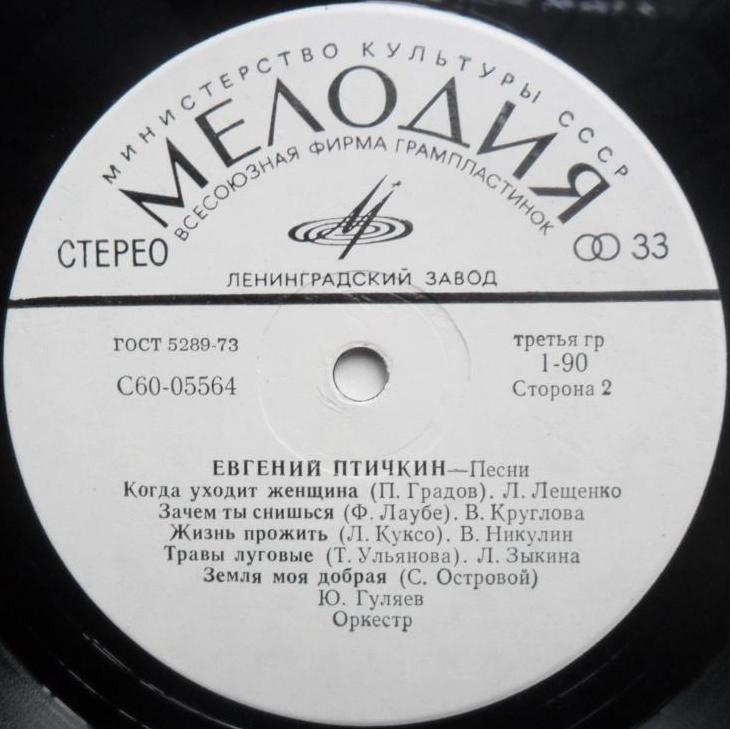 МИНИСТЕРСТВО КУЛЬТУРЫ СССР
МЕЛОДИЯ
ВСЕСОЮЗНАЯ ФИРМА ГРАМПЛАСТИНОК
СТЕРЕО
33
ЛЕНИНГРАДСКИЙ ЗАВОД
ГОСТ 5289-73
третья гр
1-90
С60-05564
Сторона 2
ЕВГЕНИЙ ПТИЧКИН—Песни
Когда уходит женщина (П. Градов). Л. Лещенко
Зачем ты снишься (Ф. Лаубе). В. Круглова
Жизнь прожить (Л. Куксо). В. Никулин
Травы луговые (Т. Ульянова). Л. Зыкина
Земля моя добрая (С. Островой)
Ю. Гуляев
Оркестр